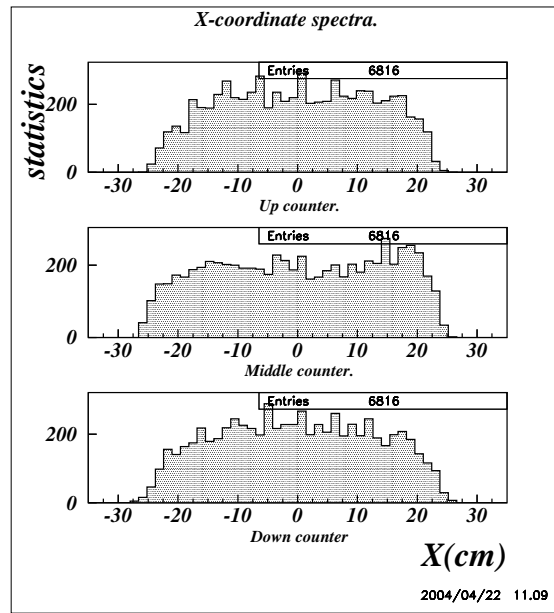 X-coordinate spectra.
statistics
Entries 6816
200
0
-30 -20 -10 0 10 20 30
Up counter.
Entries 6816
200
0
-30 -20 -10 0 10 20 30
Middle counter.
Entries 6816
200
0
-30 -20 -10 0 10 20 30
Down counter
X(cm)
2004/04/22 11.09